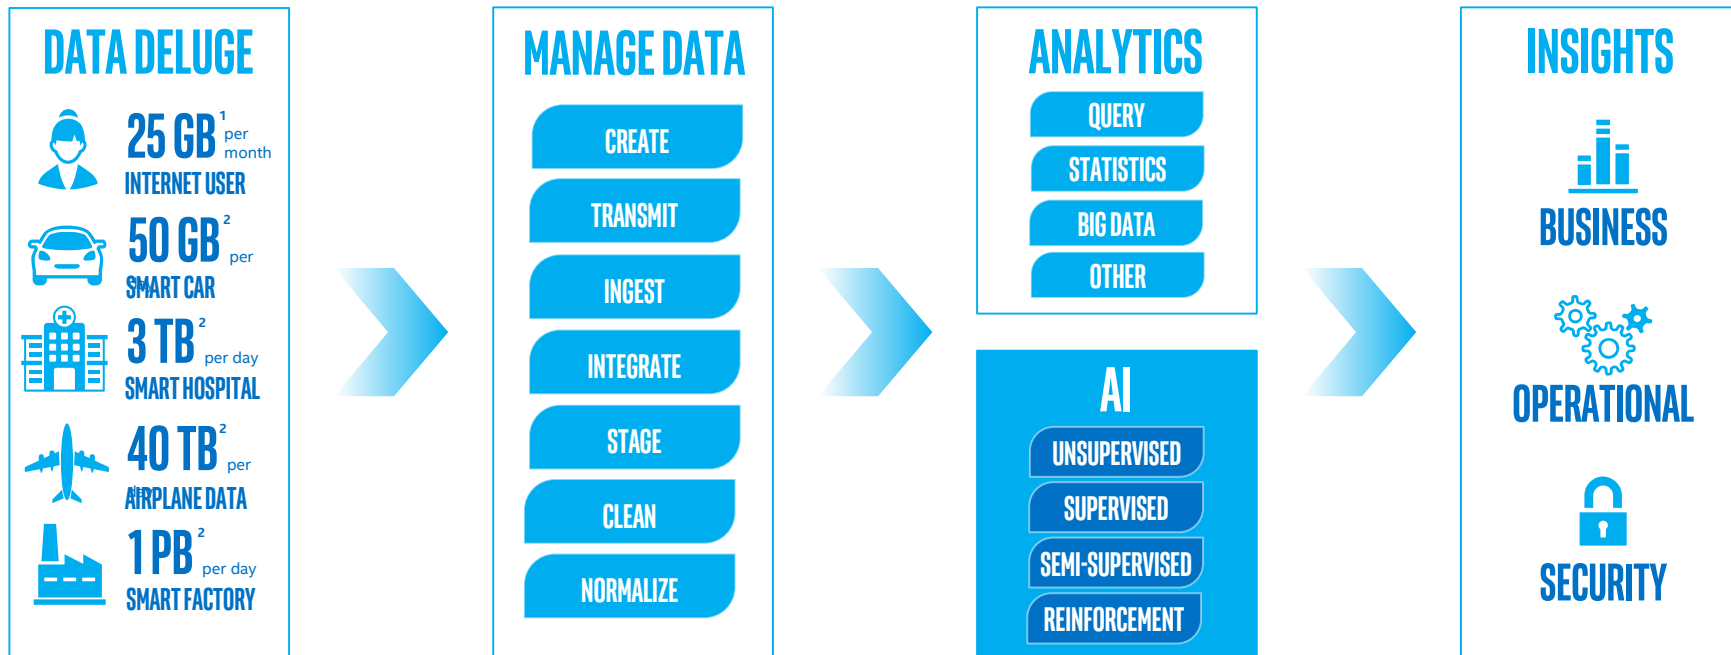 DATA DELUGE
25 GB 1 per
month
INTERNET USER
50 GB 2 per
SMART CAR
3 TB 2 per day
SMART HOSPITAL
40 TB 2 per
AIRPLANE DATA
1 PB 2 per day
SMART FACTORY
MANAGE DATA
CREATE
TRANSMIT
INGEST
INTEGRATE
STAGE
CLEAN
NORMALIZE
ANALYTICS
QUERY
STATISTICS
BIG DATA
OTHER
AI
UNSUPERVISED
SUPERVISED
SEMI-SUPERVISED
REINFORCEMENT
INSIGHTS
BUSINESS
OPERATIONAL
SECURITY